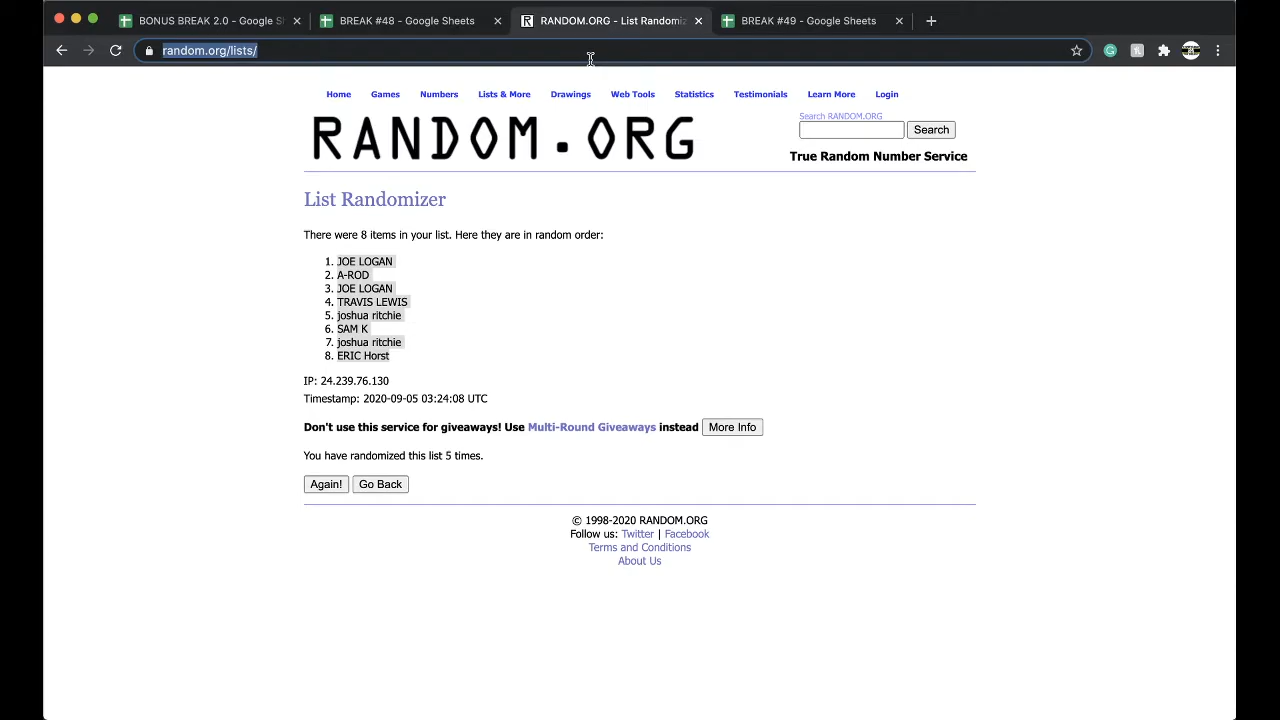 BONUS BREAK 2.0 - Google S
BREAK #48 - Google Sheets
RANDOM.ORG - List Randomiz
BREAK #49 - Google Sheets
random.org/lists/
Home Games Numbers Lists & More Drawings Web Tools Statistics Testimonials Learn More Login
RANDOM.ORG
Search RANDOM.ORG
Search
True Random Number Service
List Randomizer
There were 8 items in your list. Here they are in random order:
1. JOE LOGAN
2. A-ROD
3. JOE LOGAN
4. TRAVIS LEWIS
5. joshua ritchie
6. SAM K
7. joshua ritchie
8. ERIC Horst
IP: 24.239.76.130
Timestamp: 2020-09-05 03:24:08 UTC
Don't use this service for giveaways! Use Multi-Round Giveaways instead More Info
You have randomized this list 5 times.
Again! Go Back
© 1998-2020 RANDOM.ORG
Follow us: Twitter | Facebook
Terms and Conditions
About Us